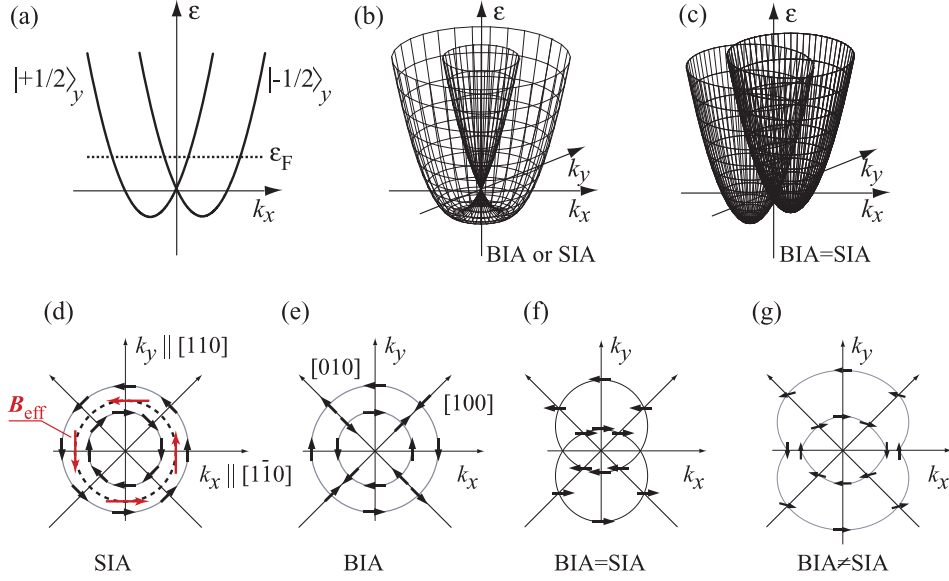 (a)
ε
|+1/2⟩y
|-1/2⟩y
εF
kx
(b)
ky
kx
BIA or SIA
(c)
ε
ky
kx
BIA=SIA
(d)
ky || [110]
Beff
kx || [11̄0]
SIA
(e)
ky
[010]
[100]
kx
BIA
(f)
ky
kx
BIA=SIA
(g)
ky
kx
BIA≠SIA